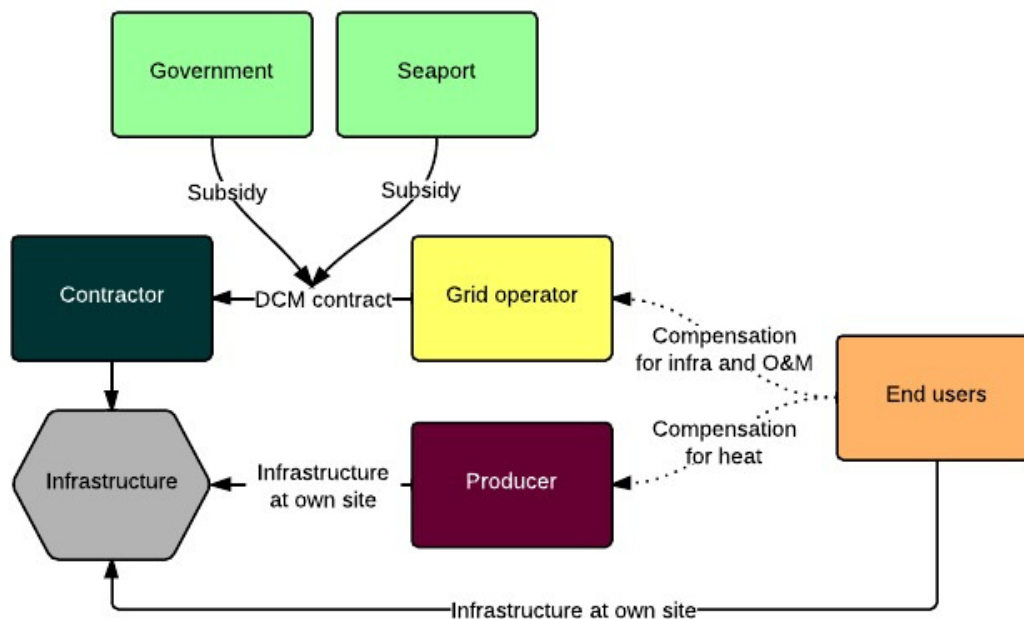 Government
Seaport
Subsidy
Subsidy
Contractor
DCM contract
Grid operator
Compensation
for infra and O&M
End users
Compensation
for heat
Infrastructure
Infrastructure
at own site
Producer
Infrastructure at own site